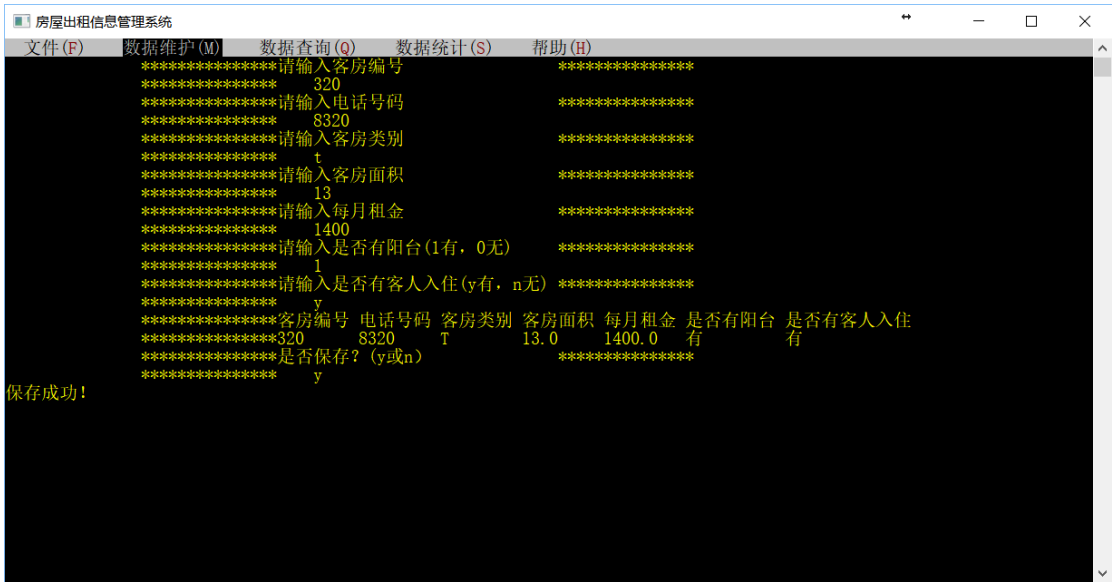 房屋出租信息管理系统
文件(F) 数据维护(M) 数据查询(Q) 数据统计(S) 帮助(H)
***************请输入客房编号 ***************
*************** 320
***************请输入电话号码 ***************
*************** 8320
***************请输入客房类别 ***************
*************** t
***************请输入客房面积 ***************
*************** 13
***************请输入每月租金 ***************
*************** 1400
***************请输入是否有阳台(1有，0无) ***************
*************** 1
***************请输入是否有客人入住(y有，n无) ***************
*************** y
***************客房编号 电话号码 客房类别 客房面积 每月租金 是否有阳台 是否有客人入住
***************320 8320 T 13.0 1400.0 有 有
***************是否保存？(y或n） ***************
*************** y
保存成功！